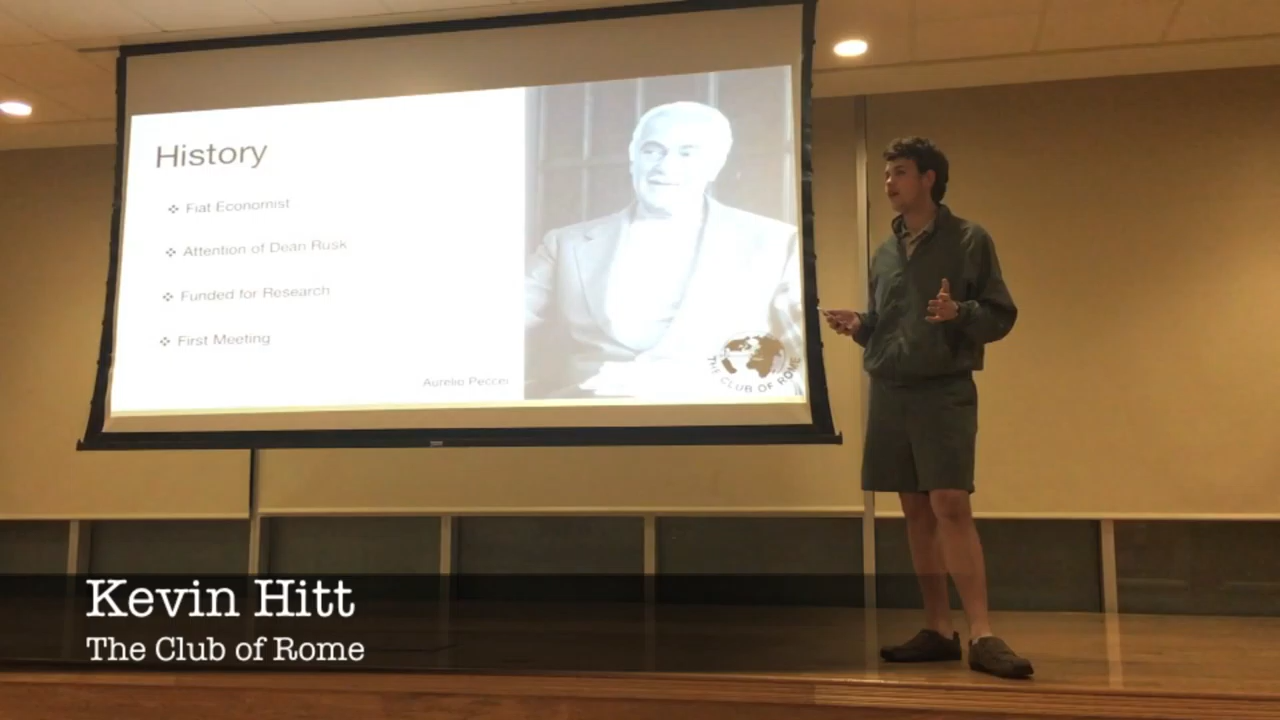 History
Fiat Economist
Attention of Dean Rusk
Funded for Research
First Meeting
Aurelio Peccei
THE CLUB OF ROME
Kevin Hitt
The Club of Rome